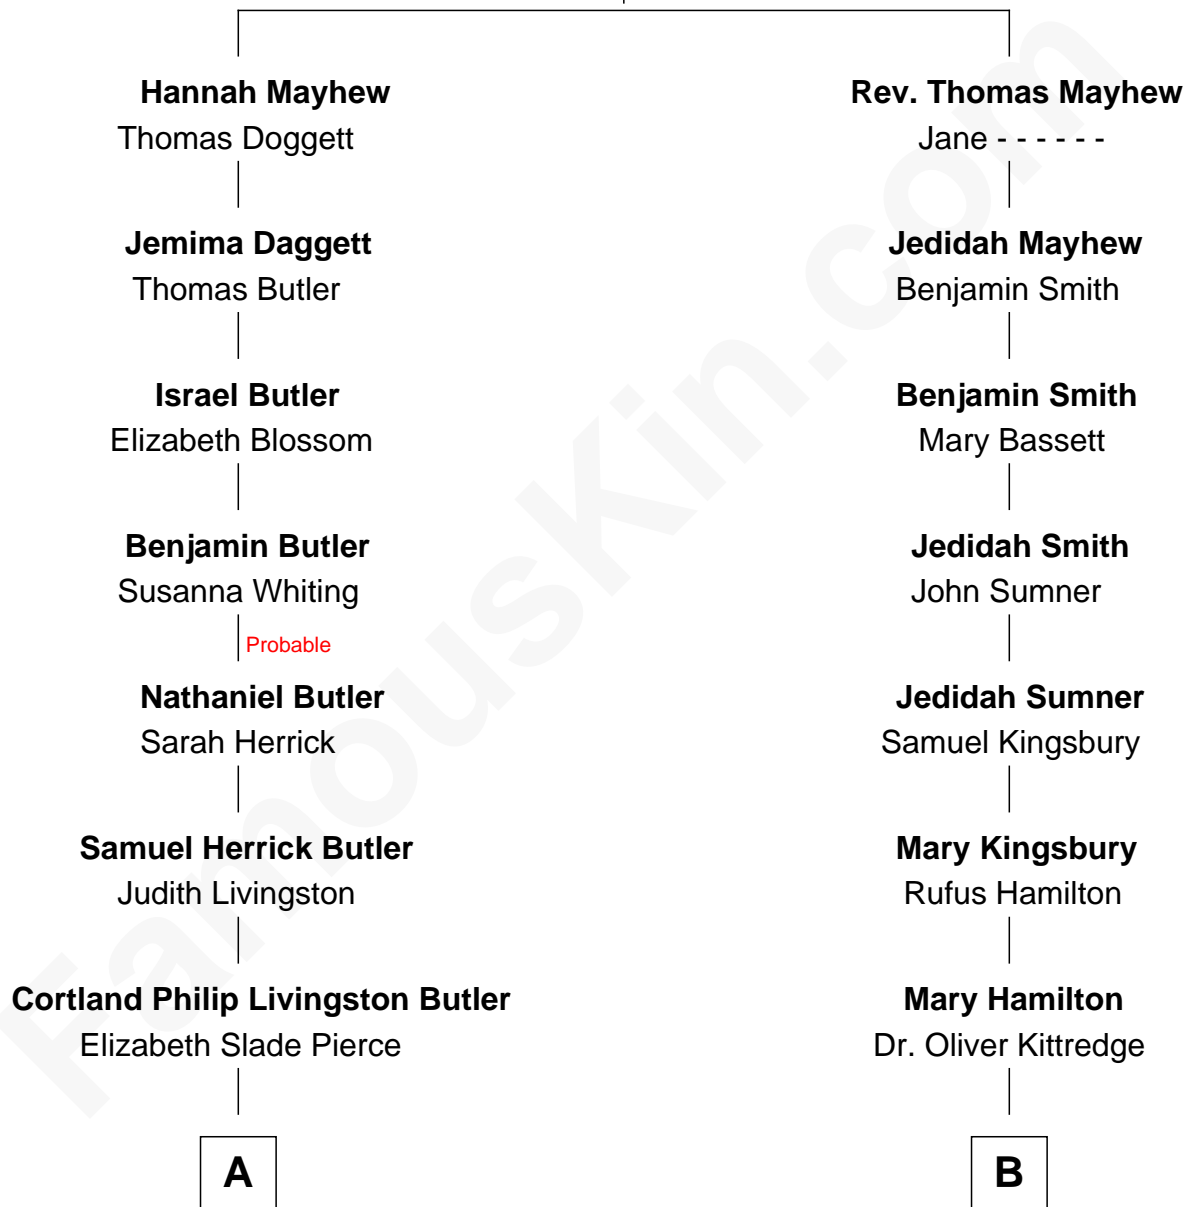 Hannah Mayhew
Thomas Doggett
Jemima Daggett
Thomas Butler
Israel Butler
Elizabeth Blossom
Benjamin Butler
Susanna Whiting
Probable
Nathaniel Butler
Sarah Herrick
Samuel Herrick Butler
Judith Livingston
Cortland Philip Livingston Butler
Elizabeth Slade Pierce
A
Rev. Thomas Mayhew
Jane - - - - - -
Jedidah Mayhew
Benjamin Smith
Benjamin Smith
Mary Bassett
Jedidah Smith
John Sumner
Jedidah Sumner
Samuel Kingsbury
Mary Kingsbury
Rufus Hamilton
Mary Hamilton
Dr. Oliver Kittredge
B
FamousKin.com